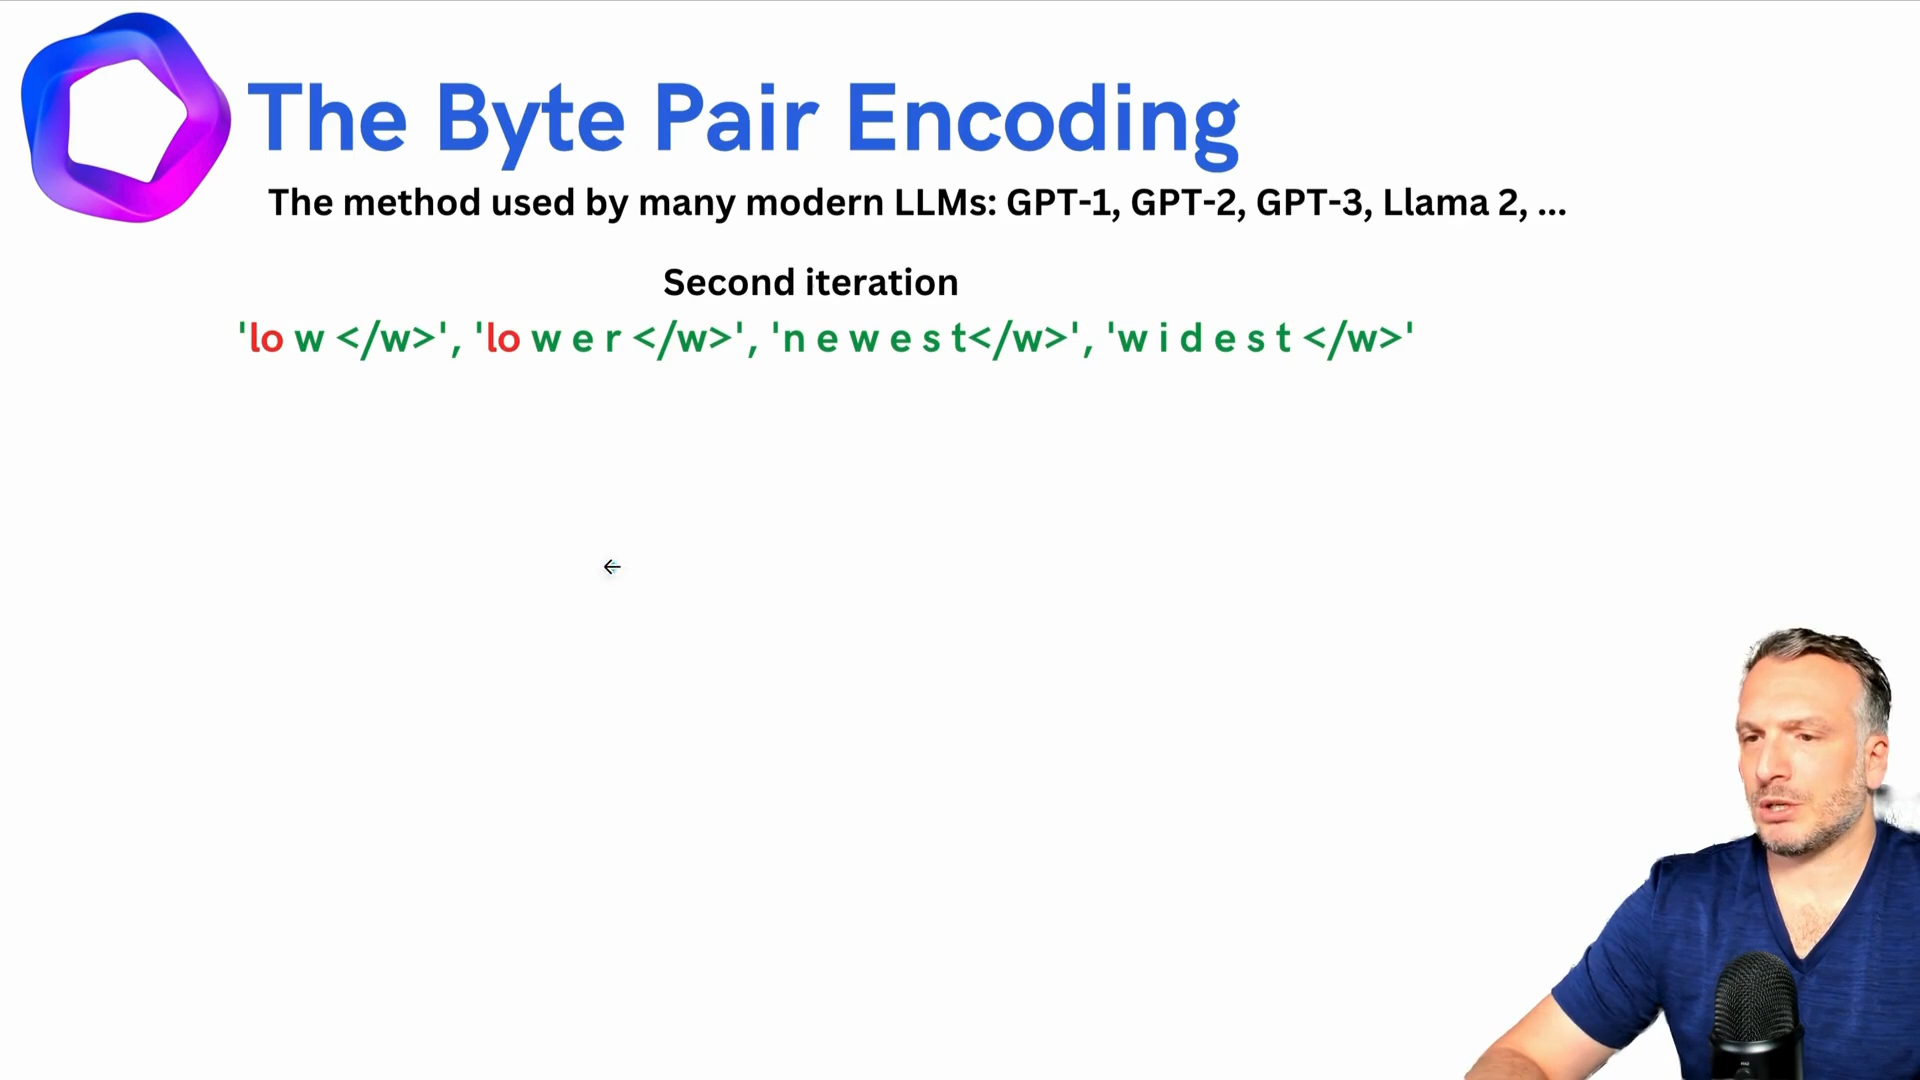 The Byte Pair Encoding
The method used by many modern LLMs: GPT-1, GPT-2, GPT-3, Llama 2, ...
Second iteration
'lo w </w>', 'lo w e r </w>', 'n e w e s t</w>', 'w i d e s t </w>'